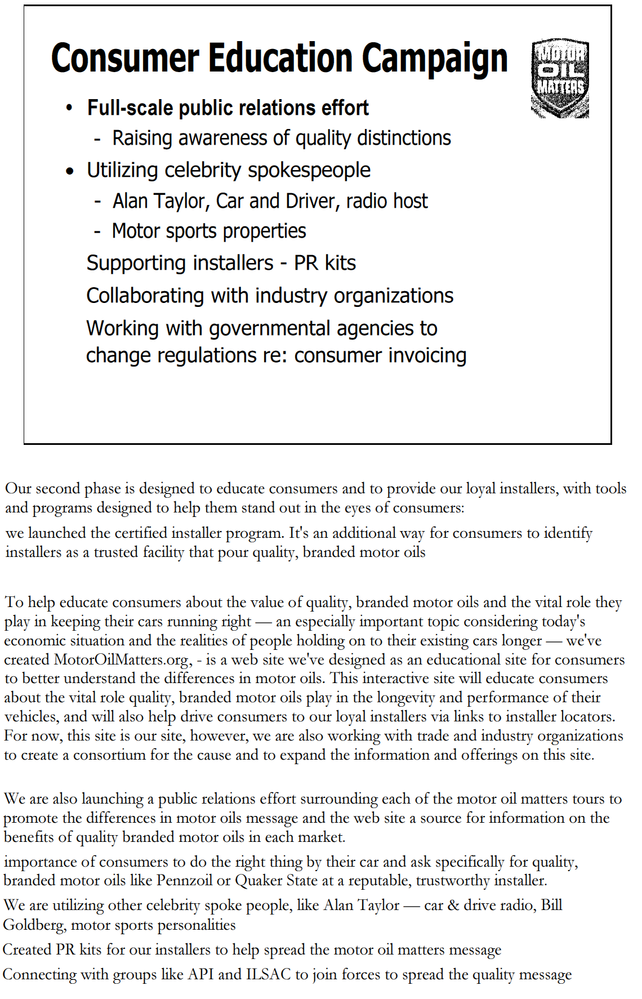 Consumer Education Campaign
MOTOR
OIL
MATTERS
• Full-scale public relations effort
- Raising awareness of quality distinctions
• Utilizing celebrity spokespeople
- Alan Taylor, Car and Driver, radio host
- Motor sports properties
Supporting installers - PR kits
Collaborating with industry organizations
Working with governmental agencies to
change regulations re: consumer invoicing
Our second phase is designed to educate consumers and to provide our loyal installers, with tools
and programs designed to help them stand out in the eyes of consumers:
we launched the certified installer program. It's an additional way for consumers to identify
installers as a trusted facility that pour quality, branded motor oils
To help educate consumers about the value of quality, branded motor oils and the vital role they
play in keeping their cars running right — an especially important topic considering today's
economic situation and the realities of people holding on to their existing cars longer — we've
created MotorOilMatters.org, - is a web site we've designed as an educational site for consumers
to better understand the differences in motor oils. This interactive site will educate consumers
about the vital role quality, branded motor oils play in the longevity and performance of their
vehicles, and will also help drive consumers to our loyal installers via links to installer locators.
For now, this site is our site, however, we are also working with trade and industry organizations
to create a consortium for the cause and to expand the information and offerings on this site.
We are also launching a public relations effort surrounding each of the motor oil matters tours to
promote the differences in motor oils message and the web site a source for information on the
benefits of quality branded motor oils in each market.
importance of consumers to do the right thing by their car and ask specifically for quality,
branded motor oils like Pennzoil or Quaker State at a reputable, trustworthy installer.
We are utilizing other celebrity spoke people, like Alan Taylor — car & drive radio, Bill
Goldberg, motor sports personalities
Created PR kits for our installers to help spread the motor oil matters message
Connecting with groups like API and ILSAC to join forces to spread the quality message